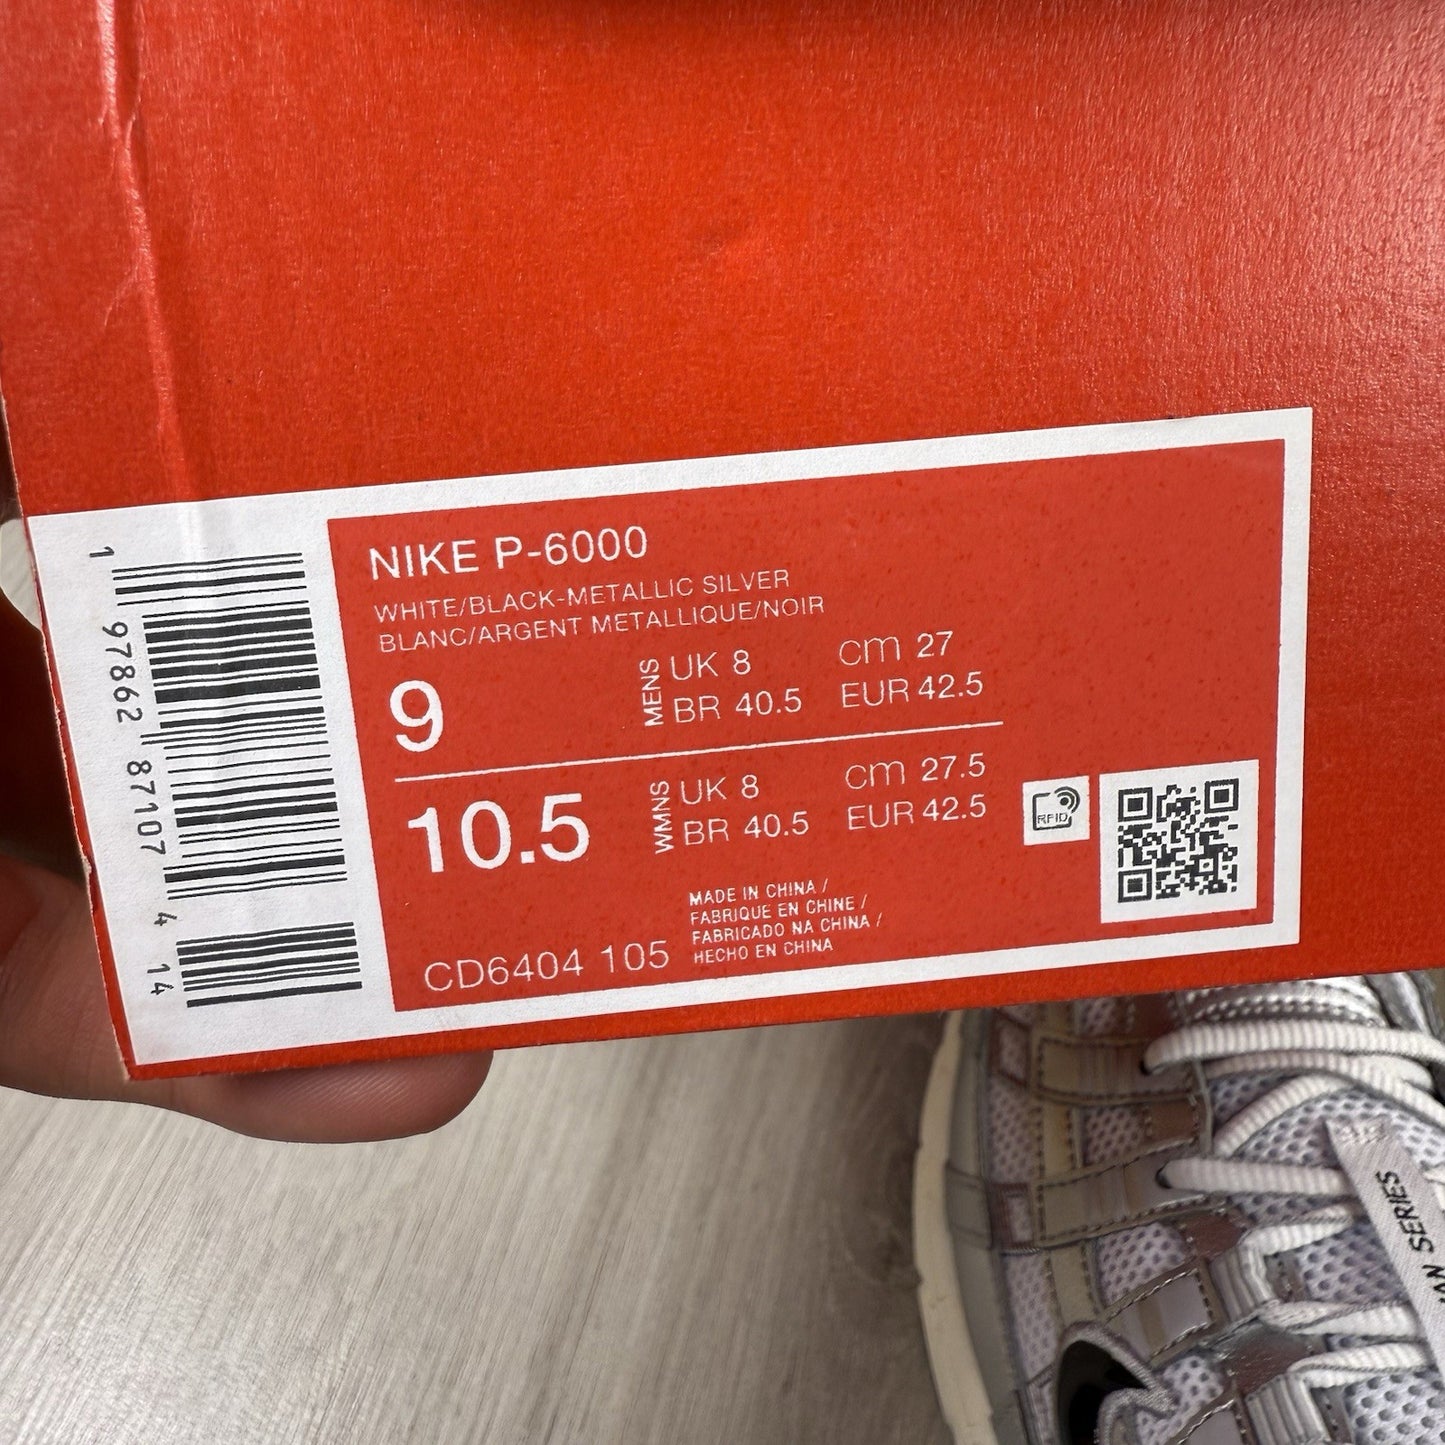 NIKE P-6000
WHITE/BLACK-METALLIC SILVER
BLANC/ARGENT METALLIQUE/NOIR
9
MENS
UK 8 cm 27
BR 40.5 EUR 42.5
10.5
WMNS
UK 8 cm 27.5
BR 40.5 EUR 42.5
RFID
MADE IN CHINA /
FABRIQUE EN CHINE /
FABRICADO NA CHINA /
HECHO EN CHINA
CD6404 105
1 97862 87107 4 14
SERIES